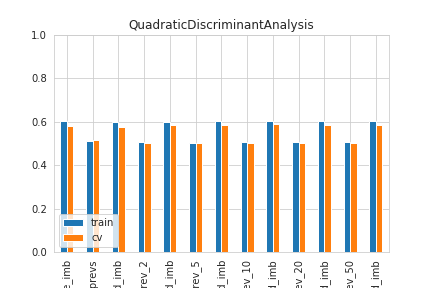 QuadraticDiscriminantAnalysis
1.0
0.8
0.6
0.4
0.2
0.0
train
cv
e_imb
prevs
d_imb
rev_2
d_imb
rev_5
d_imb
ev_10
d_imb
ev_20
d_imb
ev_50
d_imb